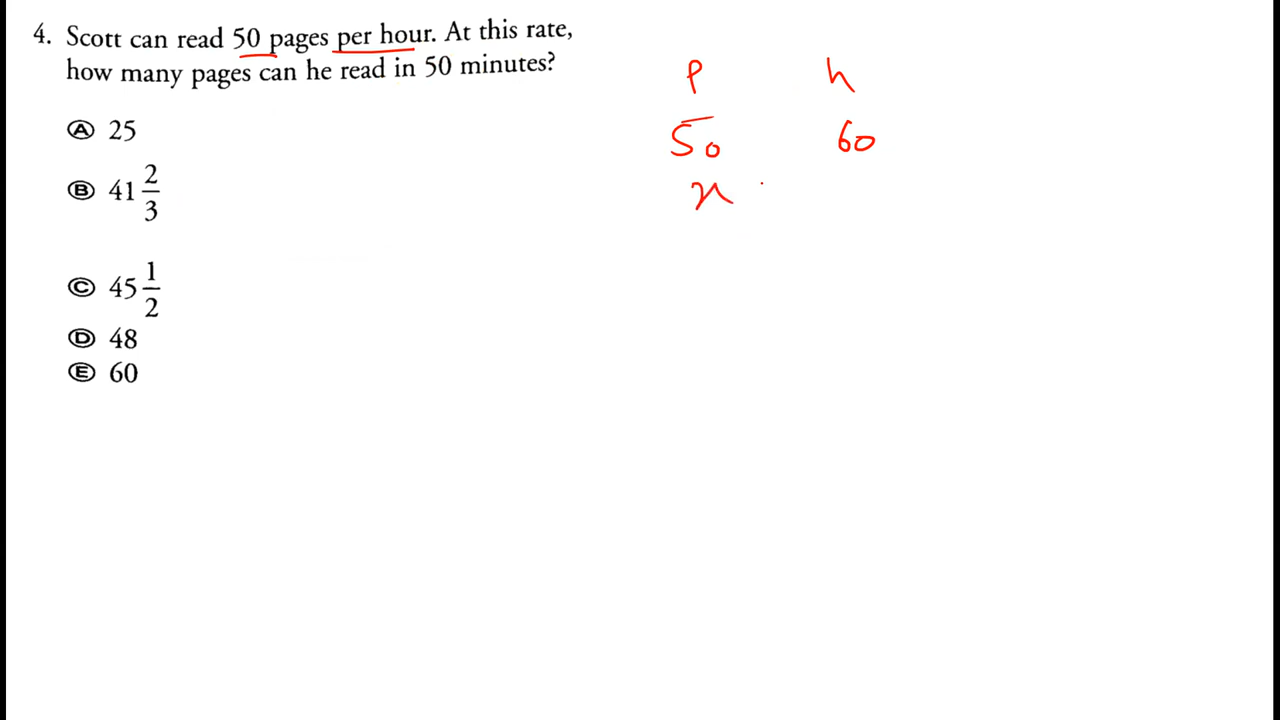 4. Scott can read 50 pages per hour. At this rate,
how many pages can he read in 50 minutes?
Ⓐ 25
Ⓑ 41 2/3
Ⓒ 45 1/2
Ⓓ 48
Ⓔ 60
P h
50 60
x